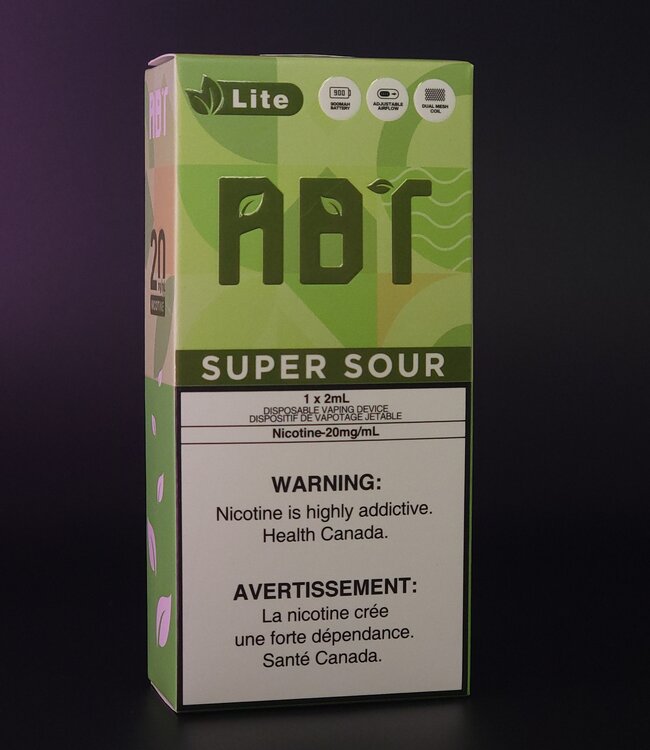 Lite
900
900MAH
BATTERY
ADJUSTABLE
AIRFLOW
DUAL MESH
COIL
ABT
SUPER SOUR
1 x 2mL
DISPOSABLE VAPING DEVICE
DISPOSITIF DE VAPOTAGE JETABLE
Nicotine-20mg/mL
WARNING:
Nicotine is highly addictive.
Health Canada.
AVERTISSEMENT:
La nicotine crée
une forte dépendance.
Santé Canada.
ABT
20
NICOTINE